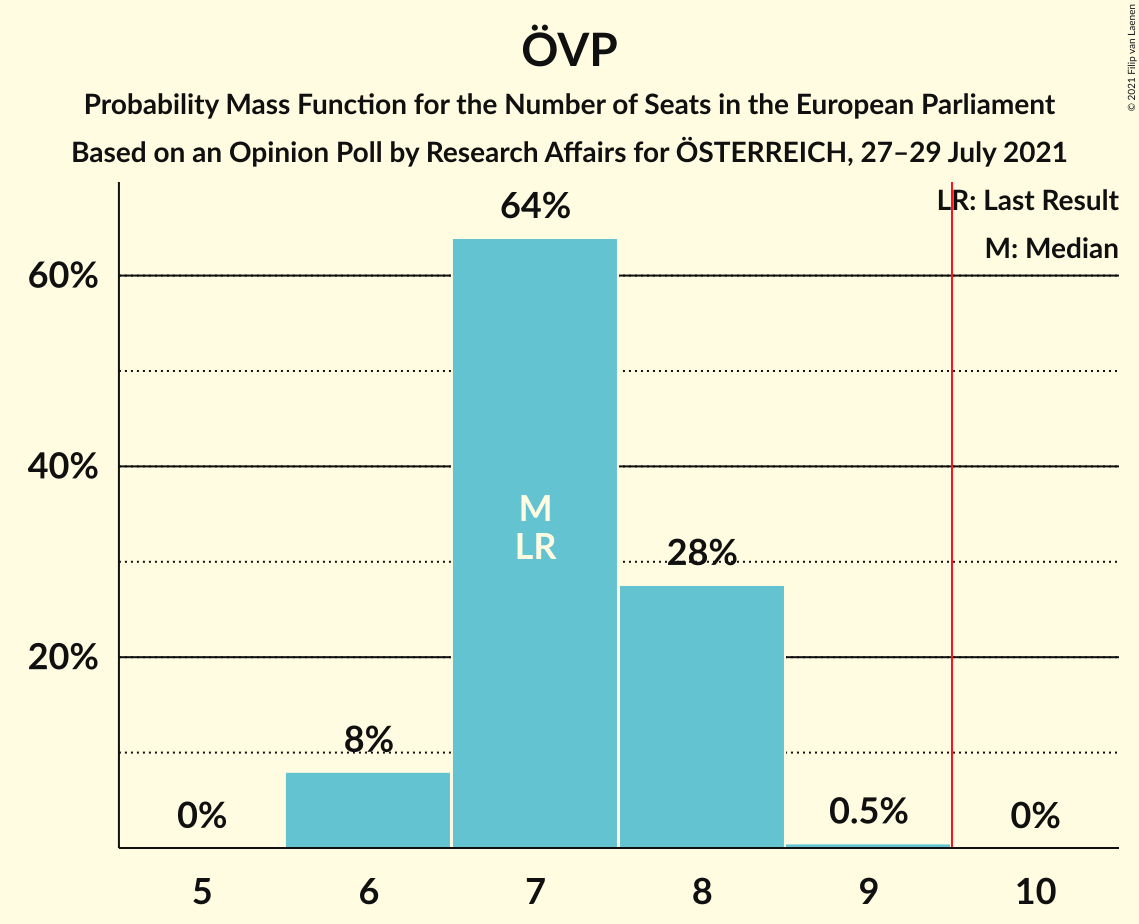 ÖVP
Probability Mass Function for the Number of Seats in the European Parliament
Based on an Opinion Poll by Research Affairs for ÖSTERREICH, 27–29 July 2021
© 2021 Filip van Laenen
LR: Last Result
M: Median
64%
60%
40%
M
LR
28%
20%
8%
0%
0.5%
0%
5
6
7
8
9
10